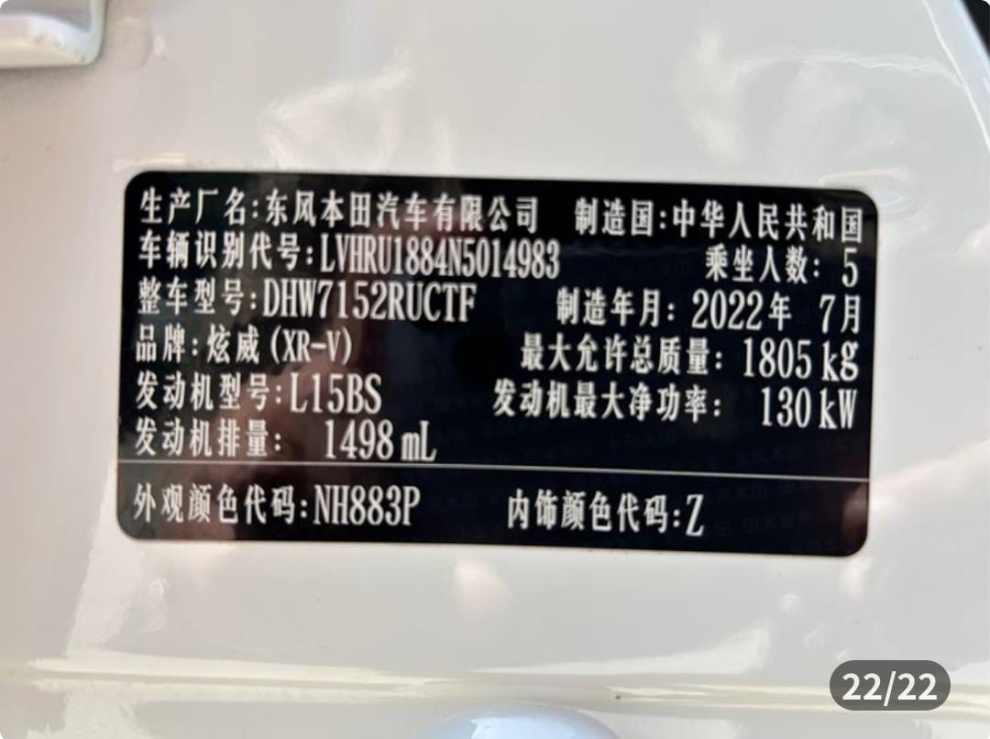 生产厂名:东风本田汽车有限公司 制造国:中华人民共和国
车辆识别代号:LVHRU1884N5014983 乘坐人数: 5
整车型号:DHW7152RUCTF 制造年月: 2022年 7月
品牌:炫威(XR-V) 最大允许总质量: 1805 kg
发动机型号:L15BS 发动机最大净功率: 130 kW
发动机排量: 1498 mL
外观颜色代码:NH883P 内饰颜色代码:Z
22/22